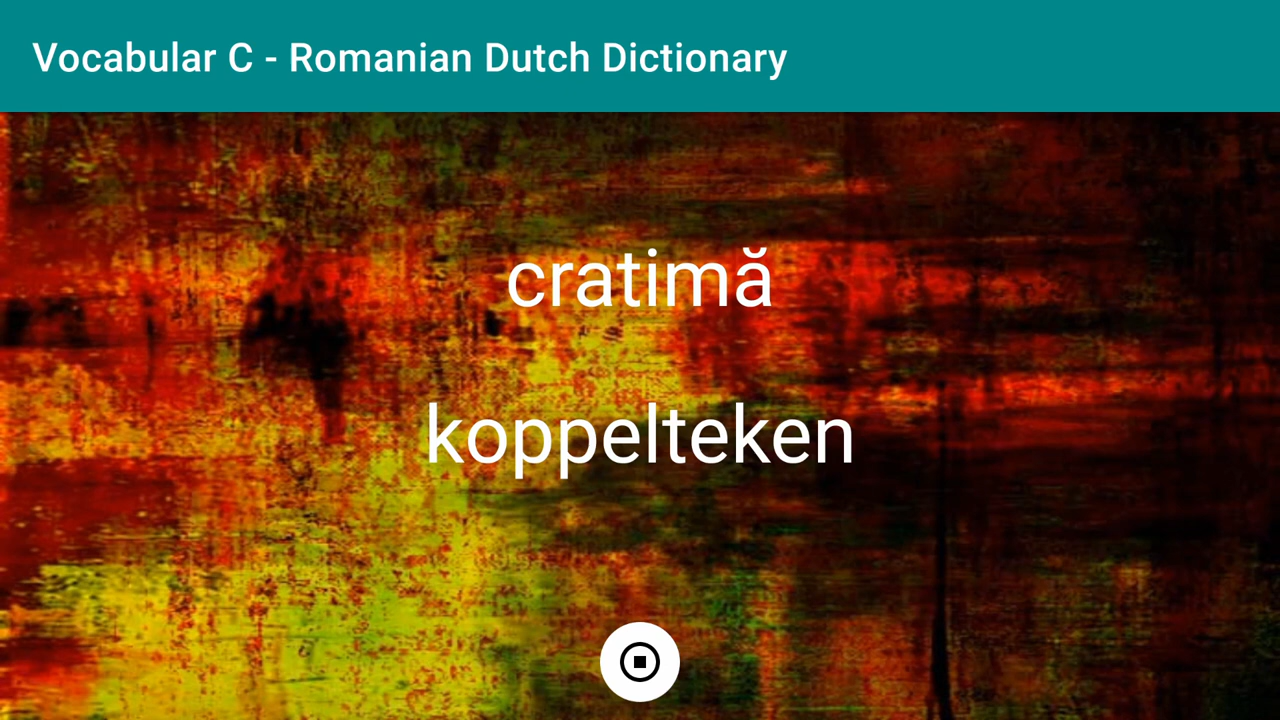 Vocabular C - Romanian Dutch Dictionary
cratimă
koppelteken